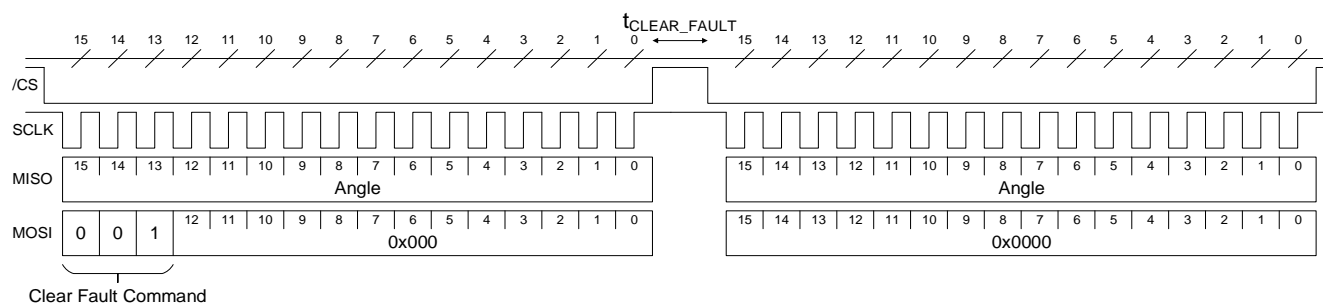 15 14 13 12 11 10 9 8 7 6 5 4 3 2 1 0 tCLEAR_FAULT 15 14 13 12 11 10 9 8 7 6 5 4 3 2 1 0
/CS
SCLK
MISO 15 14 13 12 11 10 9 8 7 6 5 4 3 2 1 0 15 14 13 12 11 10 9 8 7 6 5 4 3 2 1 0
Angle Angle
MOSI 0 0 1 12 11 10 9 8 7 6 5 4 3 2 1 0 15 14 13 12 11 10 9 8 7 6 5 4 3 2 1 0
0x000 0x0000
Clear Fault Command